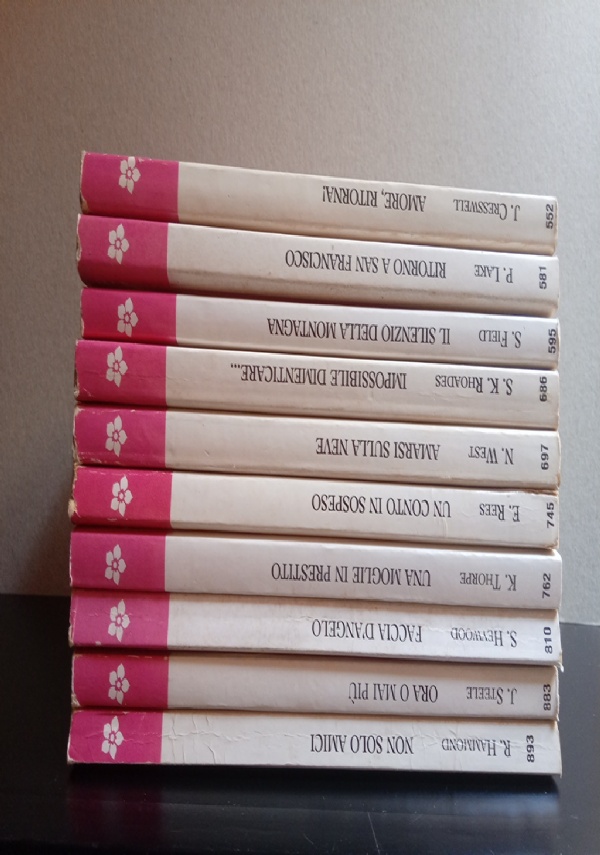 J. CRESSWELL AMORE, RITORNA! 552
P. LAKE RITORNO A SAN FRANCISCO 581
S. FIELD IL SILENZIO DELLA MONTAGNA 595
S. K. RHOADES IMPOSSIBILE DIMENTICARE... 686
N. WEST AMARSI SULLA NEVE 697
E. REES UN CONTO IN SOSPESO 745
K. THORPE UNA MOGLIE IN PRESTITO 762
S. HEYWOOD FACCIA D'ANGELO 810
J. STEELE ORA O MAI PIÙ 883
R. HAMMOND NON SOLO AMICI 893